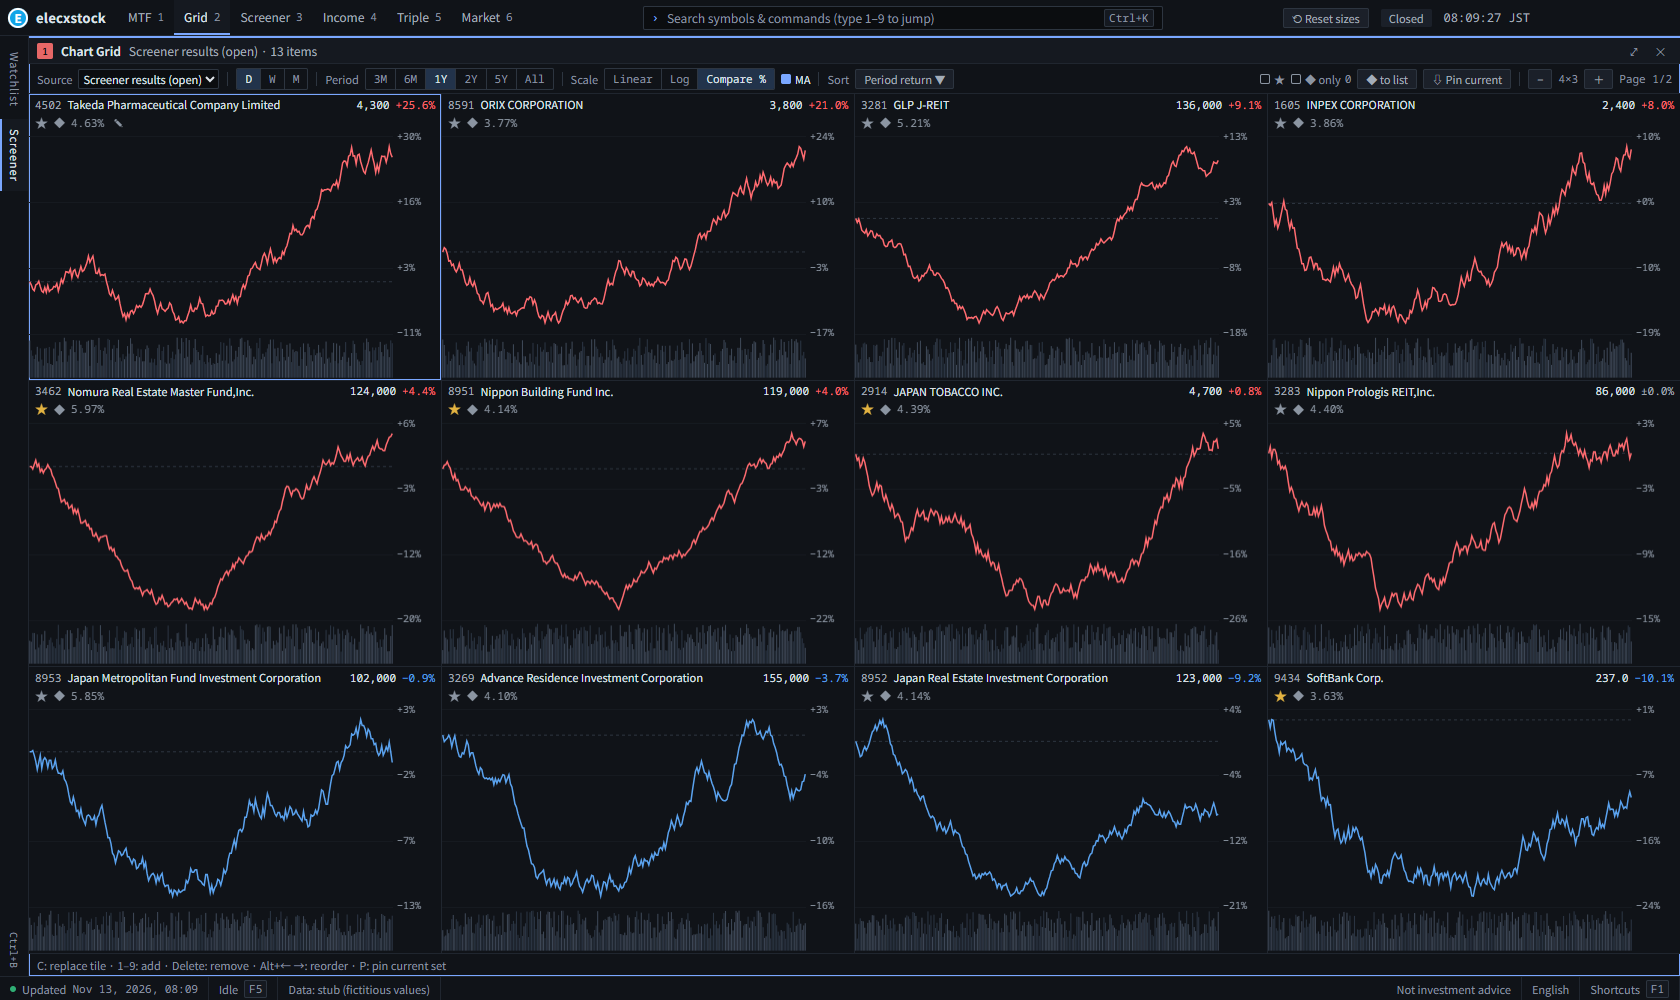 E elecxstock MTF 1 Grid 2 Screener 3 Income 4 Triple 5 Market 6 › Search symbols & commands (type 1–9 to jump) Ctrl+K Reset sizes Closed 08:09:27 JST
1 Chart Grid Screener results (open) · 13 items
Watchlist
Screener
Ctrl+B
Source Screener results (open) D W M Period 3M 6M 1Y 2Y 5Y All Scale Linear Log Compare % MA Sort Period return ▼ ★ ◆ only 0 ◆ to list Pin current − 4×3 + Page 1/2
4502 Takeda Pharmaceutical Company Limited 4,300 +25.6%
★ ◆ 4.63%
+30%
+16%
+3%
−11%
8591 ORIX CORPORATION 3,800 +21.0%
★ ◆ 3.77%
+24%
+10%
−3%
−17%
3281 GLP J-REIT 136,000 +9.1%
★ ◆ 5.21%
+13%
+3%
−8%
−18%
1605 INPEX CORPORATION 2,400 +8.0%
★ ◆ 3.86%
+10%
+0%
−10%
−19%
3462 Nomura Real Estate Master Fund,Inc. 124,000 +4.4%
★ ◆ 5.97%
+6%
−3%
−12%
−20%
8951 Nippon Building Fund Inc. 119,000 +4.0%
★ ◆ 4.14%
+7%
−3%
−12%
−22%
2914 JAPAN TOBACCO INC. 4,700 +0.8%
★ ◆ 4.39%
+5%
−5%
−16%
−26%
3283 Nippon Prologis REIT,Inc. 86,000 ±0.0%
★ ◆ 4.40%
+3%
−3%
−9%
−15%
8953 Japan Metropolitan Fund Investment Corporation 102,000 −0.9%
★ ◆ 5.85%
+3%
−2%
−7%
−13%
3269 Advance Residence Investment Corporation 155,000 −3.7%
★ ◆ 4.10%
+3%
−4%
−10%
−16%
8952 Japan Real Estate Investment Corporation 123,000 −9.2%
★ ◆ 4.14%
+4%
−4%
−12%
−21%
9434 SoftBank Corp. 237.0 −10.1%
★ ◆ 3.63%
+1%
−7%
−16%
−24%
C: replace tile · 1–9: add · Delete: remove · Alt+← →: reorder · P: pin current set
Updated Nov 13, 2026, 08:09 Idle F5 Data: stub (fictitious values) Not investment advice English Shortcuts F1